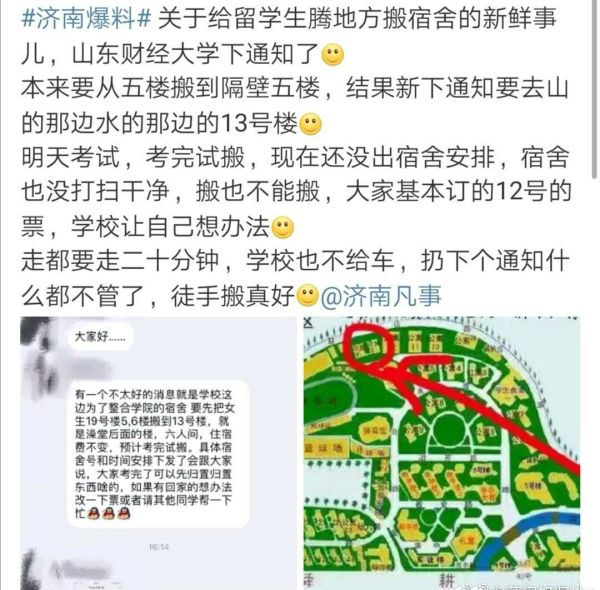 #济南爆料# 关于给留学生腾地方搬宿舍的新鲜事
儿，山东财经大学下通知了
本来要从五楼搬到隔壁五楼，结果新下通知要去山
的那边水的那边的13号楼
明天考试，考完试搬，现在还没出宿舍安排，宿舍
也没打扫干净，搬也不能搬，大家基本订的12号的
票，学校让自己想办法
走都要走二十分钟，学校也不给车，扔下个通知什
么都不管了，徒手搬真好 @济南凡事
大家好……
有一个不太好的消息就是学校这
边为了整合学院的宿舍 要先把女
生19号楼5,6楼搬到13号楼，就
是澡堂后面的楼，六人间，住宿
费不变，预计考完试搬。具体宿
舍号和时间安排下发了会跟大家
说，大家考完了可以先归置归置
东西啥的，如果有回家的想办法
改一下票或者请其他同学帮一下
忙
16:14
体育馆
篮球场
礼堂
5号楼
舜 耕